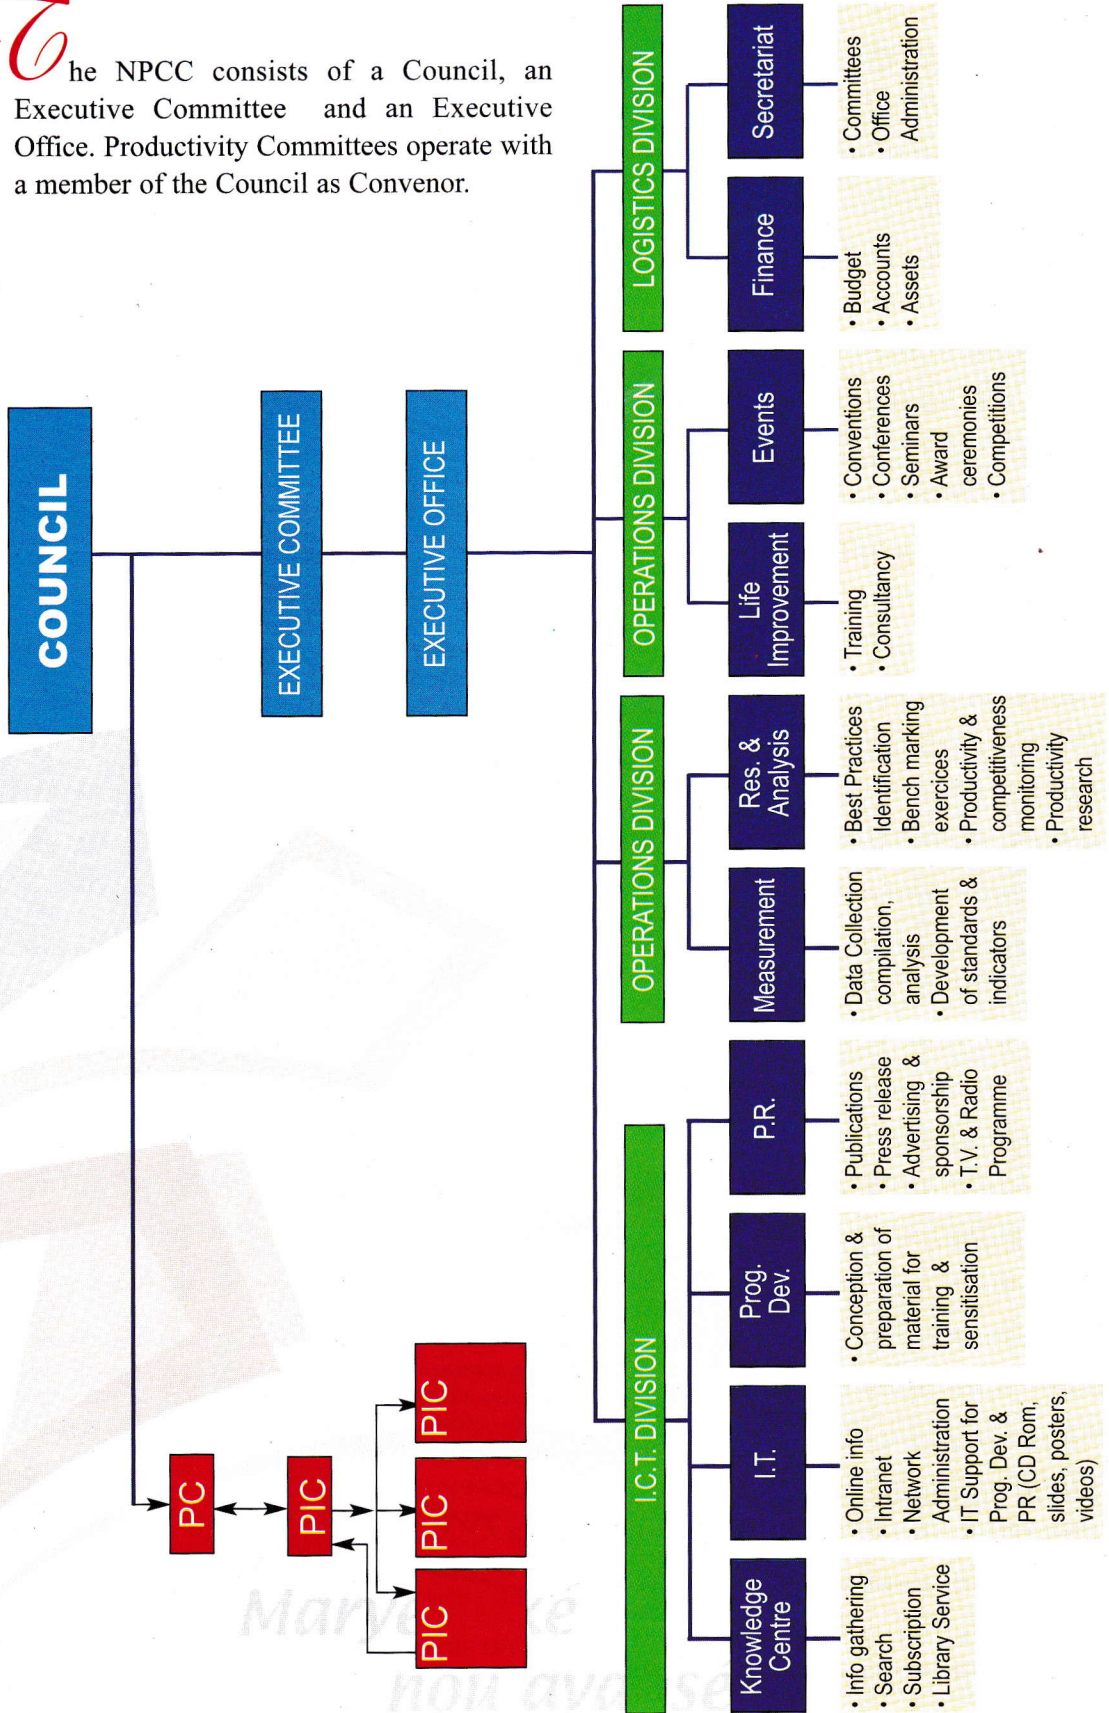 The NPCC consists of a Council, an
Executive Committee and an Executive
Office. Productivity Committees operate with
a member of the Council as Convenor.
COUNCIL
EXECUTIVE COMMITTEE
EXECUTIVE OFFICE
PC
PIC
PIC
PIC
PIC
I.C.T. DIVISION
OPERATIONS DIVISION
OPERATIONS DIVISION
LOGISTICS DIVISION
Knowledge
Centre
• Info gathering
• Search
• Subscription
• Library Service
I.T.
• Online info
• Intranet
• Network
Administration
• IT Support for
Prog. Dev. &
PR (CD Rom,
slides, posters,
videos)
Prog.
Dev.
• Conception &
preparation of
material for
training &
sensitisation
P.R.
• Publications
• Press release
• Advertising &
sponsorship
• T.V. & Radio
Programme
Measurement
• Data Collection
compilation,
analysis
• Development
of standards &
indicators
Res. &
Analysis
• Best Practices
Identification
• Bench marking
exercices
• Productivity &
competitiveness
monitoring
• Productivity
research
Life
Improvement
• Training
• Consultancy
Events
• Conventions
• Conferences
• Seminars
• Award
ceremonies
• Competitions
Finance
• Budget
• Accounts
• Assets
Secretariat
• Committees
• Office
Administration
nou